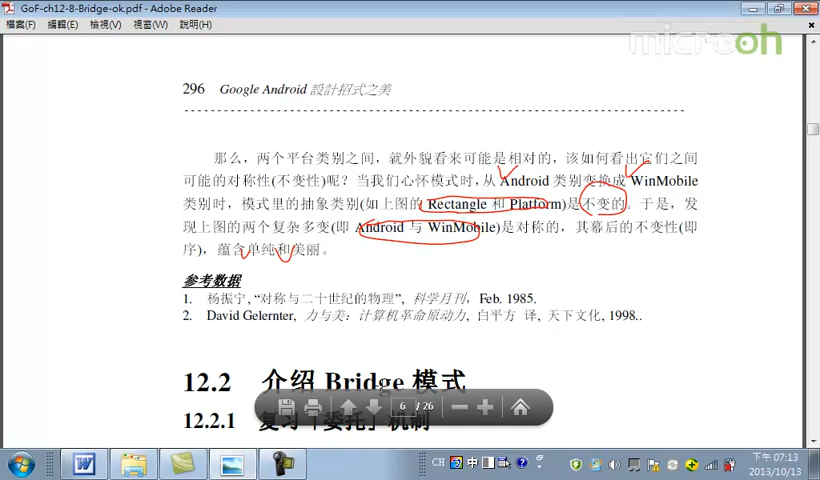 GoF-ch12-8-Bridge-ok.pdf - Adobe Reader
檔案(F) 編輯(E) 檢視(V) 視窗(W) 說明(H)
microoh
296 Google Android 設計招式之美
那么，两个平台类别之间，就外貌看来可能是相对的，该如何看出它们之间
可能的对称性(不变性)呢？当我们心怀模式时，从 Android 类别变换成 WinMobile
类别时，模式里的抽象类别(如上图的 Rectangle 和 Platform)是不变的。于是，发
现上图的两个复杂多变(即 Android 与 WinMobile)是对称的，其幕后的不变性(即
序)，蕴含单纯和美丽。
参考数据
1. 杨振宁，“对称与二十世纪的物理”，科学月刊，Feb. 1985.
2. David Gelernter, 力与美：计算机革命原动力，白平方 译，天下文化，1998..
12.2 介绍 Bridge 模式
6 / 26
12.2.1 复习「委托」机制
CH 中
下午 07:13
2013/10/13